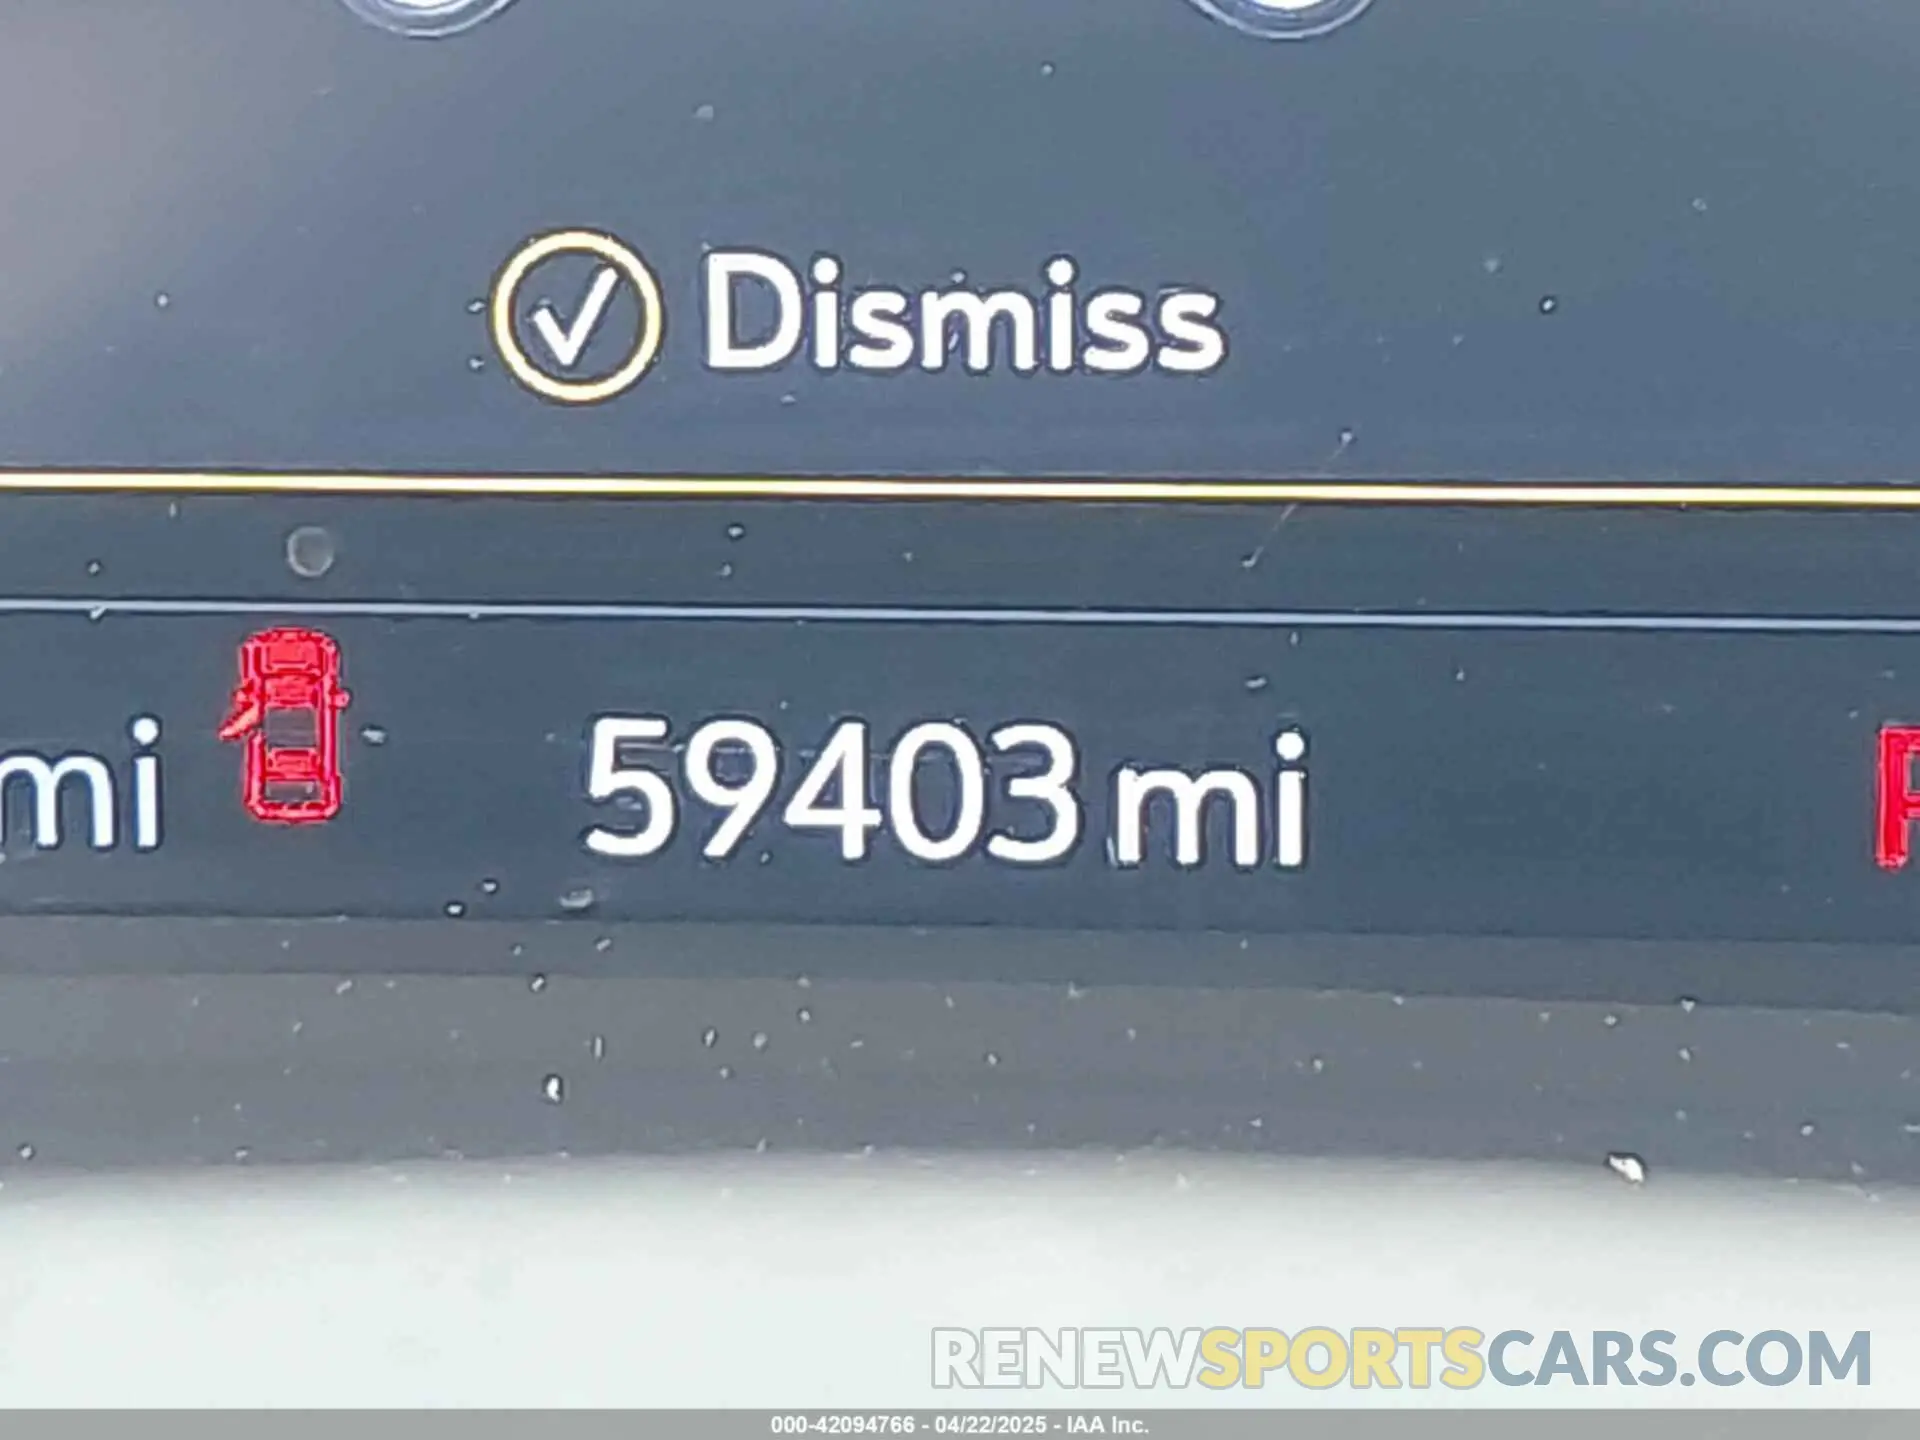 Dismiss
mi 59403 mi P
RENEWSPORTSCARS.COM
000-42094766 - 04/22/2025 - IAA Inc.